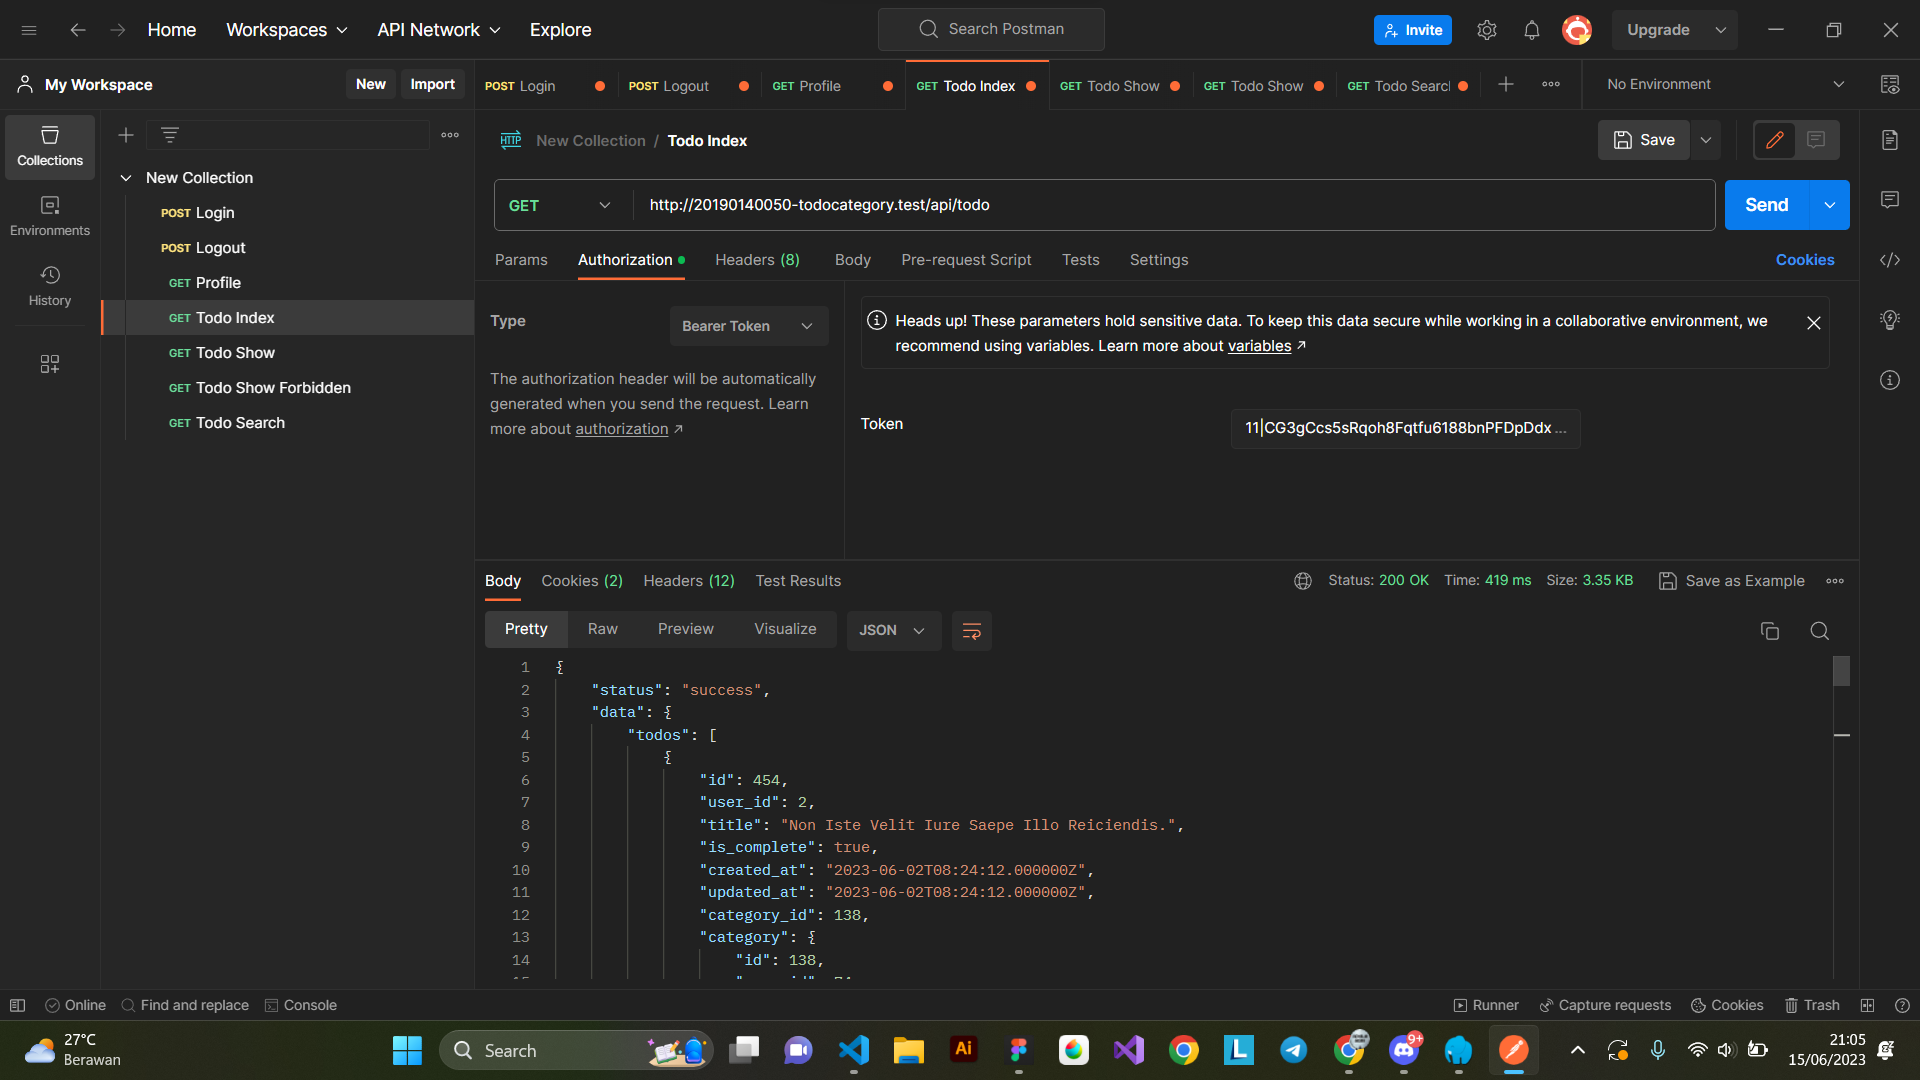 Home Workspaces API Network Explore Search Postman Invite Upgrade
My Workspace New Import POST Login POST Logout GET Profile GET Todo Index GET Todo Show GET Todo Show GET Todo Search No Environment
Collections
Environments
History
New Collection
POST Login
POST Logout
GET Profile
GET Todo Index
GET Todo Show
GET Todo Show Forbidden
GET Todo Search
HTTP New Collection / Todo Index Save
GET http://20190140050-todocategory.test/api/todo Send
Params Authorization Headers (8) Body Pre-request Script Tests Settings Cookies
Type Bearer Token
The authorization header will be automatically
generated when you send the request. Learn
more about authorization ↗
Heads up! These parameters hold sensitive data. To keep this data secure while working in a collaborative environment, we
recommend using variables. Learn more about variables ↗
Token 11|CG3gCcs5sRqoh8Fqtfu6188bnPFDpDdx ...
Body Cookies (2) Headers (12) Test Results Status: 200 OK Time: 419 ms Size: 3.35 KB Save as Example
Pretty Raw Preview Visualize JSON
1 {
2 "status": "success",
3 "data": {
4 "todos": [
5 {
6 "id": 454,
7 "user_id": 2,
8 "title": "Non Iste Velit Iure Saepe Illo Reiciendis.",
9 "is_complete": true,
10 "created_at": "2023-06-02T08:24:12.000000Z",
11 "updated_at": "2023-06-02T08:24:12.000000Z",
12 "category_id": 138,
13 "category": {
14 "id": 138,
Online Find and replace Console Runner Capture requests Cookies Trash
27°C
Berawan
Search
Ai
L
9+
21:05
15/06/2023